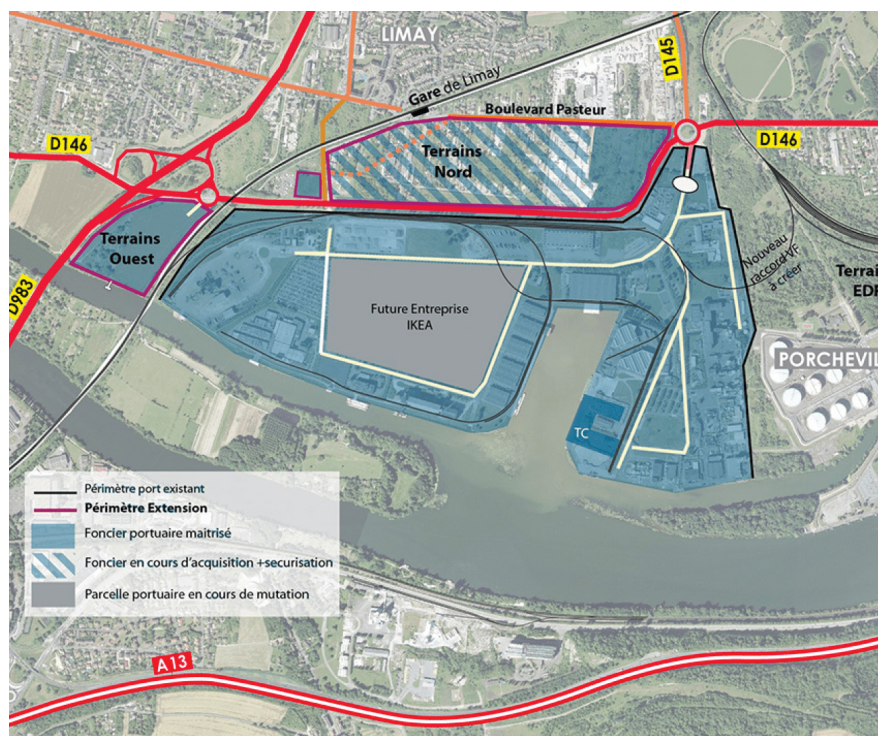 LIMAY
D145
Gare de Limay
Boulevard Pasteur
D146
D146
Terrains
Nord
Terrains
Ouest
D983
Nouveau
raccord VF
à créer
Terrai
EDF
Future Entreprise
IKEA
PORCHEVIL
TC
Périmètre port existant
Périmètre Extension
Foncier portuaire maitrisé
Foncier en cours d'acquisition +securisation
Parcelle portuaire en cours de mutation
A13